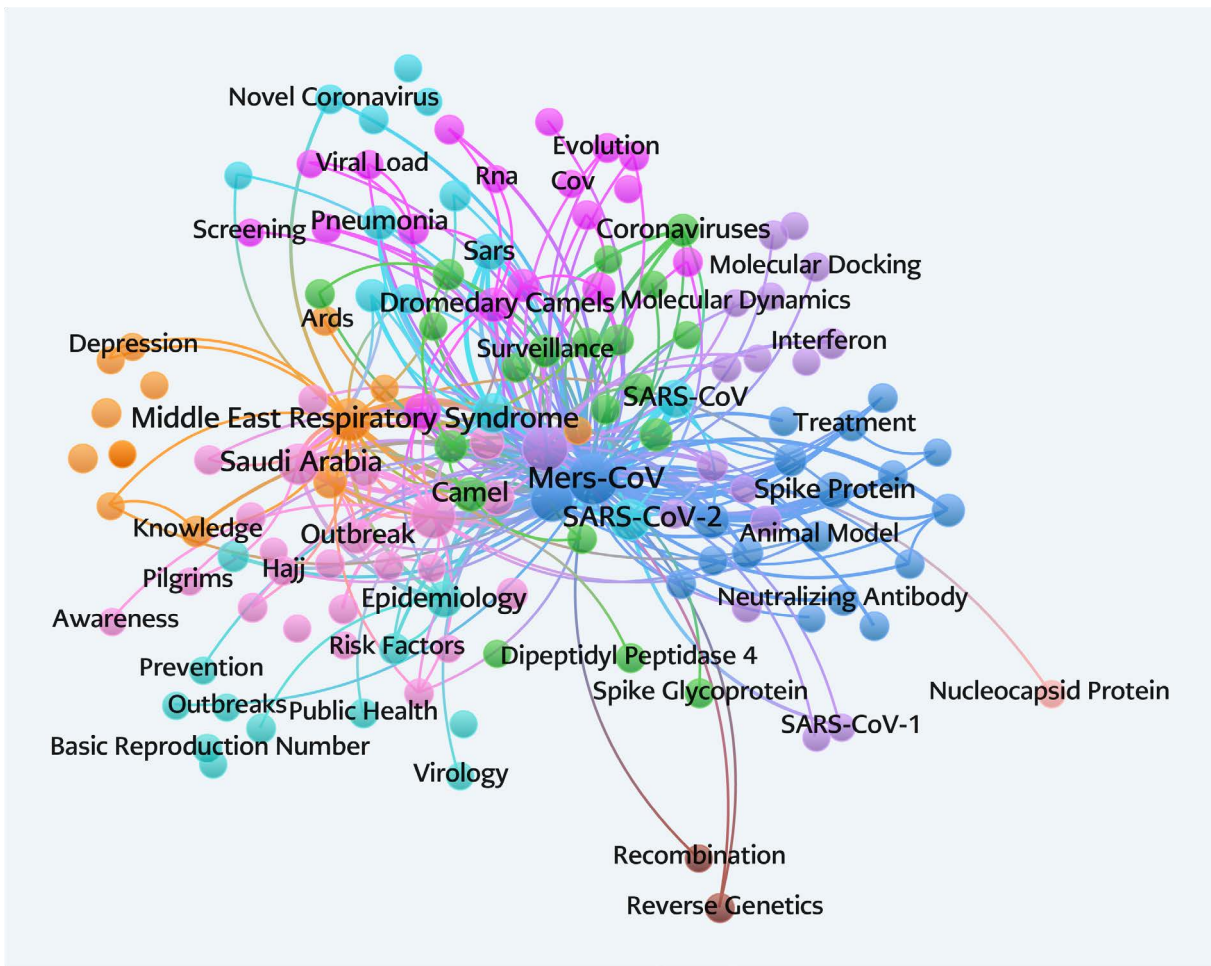 Novel Coronavirus
Evolution
Viral Load
Rna
Cov
Pneumonia
Screening
Coronaviruses
Sars
Molecular Docking
Dromedary Camels
Molecular Dynamics
Ards
Depression
Surveillance
Interferon
SARS-CoV
Middle East Respiratory Syndrome
Treatment
Saudi Arabia
Mers-CoV
Camel
Spike Protein
SARS-CoV-2
Knowledge
Outbreak
Animal Model
Pilgrims
Hajj
Epidemiology
Neutralizing Antibody
Awareness
Risk Factors
Dipeptidyl Peptidase 4
Prevention
Spike Glycoprotein
Nucleocapsid Protein
Outbreaks
Public Health
SARS-CoV-1
Basic Reproduction Number
Virology
Recombination
Reverse Genetics